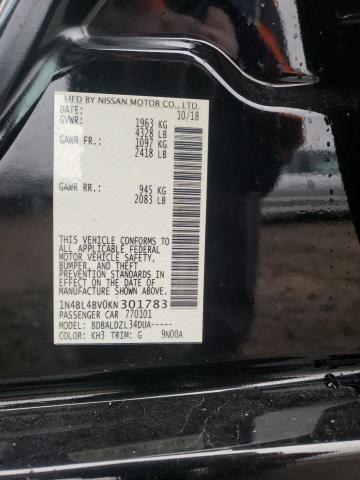 MFD BY NISSAN MOTOR CO., LTD.
DATE: 10/18
GVWR: 1963 KG
4328 LB
GAWR FR.: 1097 KG
2418 LB
GAWR RR.: 945 KG
2083 LB
THIS VEHICLE CONFORMS TO
ALL APPLICABLE FEDERAL
MOTOR VEHICLE SAFETY,
BUMPER, AND THEFT
PREVENTION STANDARDS IN
EFFECT ON THE DATE OF
MANUFACTURE SHOWN ABOVE.
1N4BL4BV0KN301783
PASSENGER CAR 770101
MODEL: BDBALDZL34DUA-----
COLOR: KH3 TRIM: G 9N00A